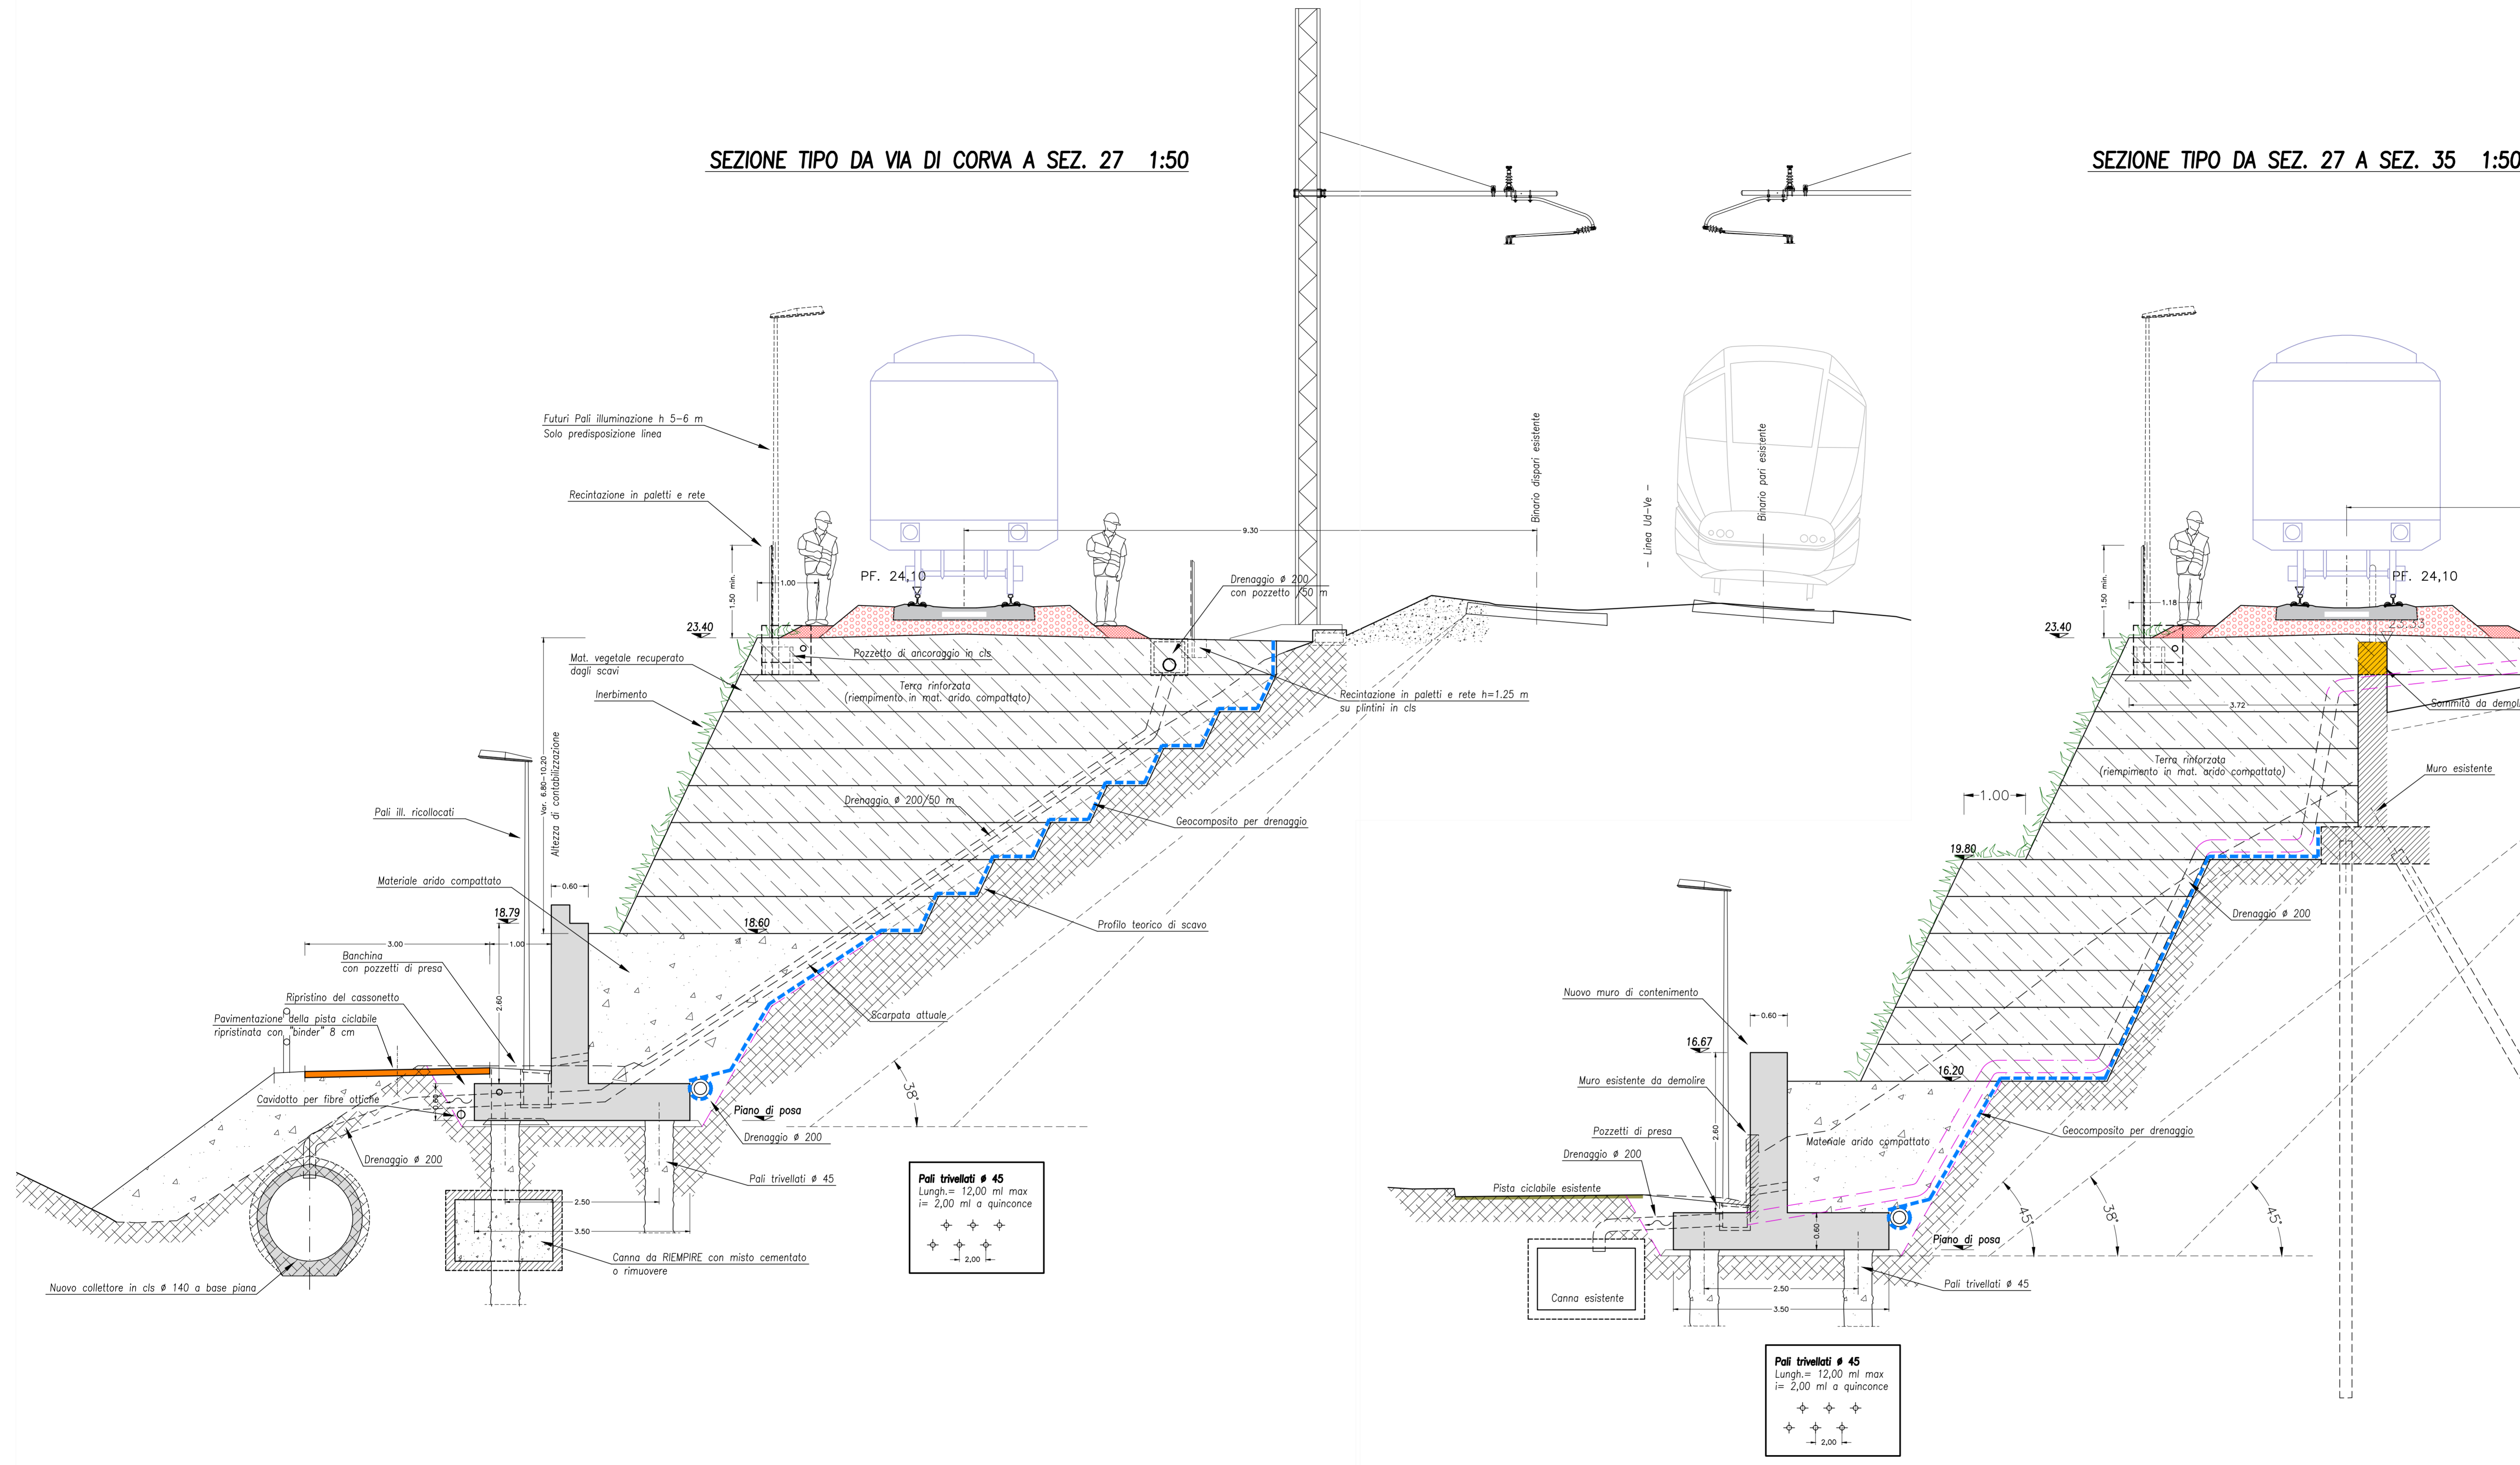 SEZIONE TIPO DA VIA DI CORVA A SEZ. 27 1:50
Futuri Pali illuminazione h 5-6 m
Solo predisposizione linea
Recintazione in paletti e rete
1.50 min.
1.00
PF. 24,10
9.30
Binario dispari esistente
- Linea Ud-Ve -
Binario pari esistente
Drenaggio ø 200
con pozzetto /50 m
23.40
Mat. vegetale recuperato
dagli scavi
Inerbimento
Pozzetto di ancoraggio in cls
Terra rinforzata
(riempimento in mat. arido compattato)
Recintazione in paletti e rete h=1.25 m
su plintini in cls
Var. 6.80-10.20
Altezza di contabilizzazione
Drenaggio ø 200/50 m
Geocomposito per drenaggio
Pali ill. ricollocati
Materiale arido compattato
0.60
18.79
18.60
Profilo teorico di scavo
3.00
1.00
Banchina
con pozzetti di presa
2.60
Ripristino del cassonetto
Pavimentazione della pista ciclabile
ripristinata con "binder" 8 cm
Scarpata attuale
Cavidotto per fibre ottiche
0.60
38°
Piano di posa
Drenaggio ø 200
Drenaggio ø 200
Pali trivellati ø 45
2.50
3.50
Canna da RIEMPIRE con misto cementato
o rimuovere
Nuovo collettore in cls ø 140 a base piana
Pali trivellati ø 45
Lungh.= 12,00 ml max
i= 2,00 ml a quinconce
2,00
SEZIONE TIPO DA SEZ. 27 A SEZ. 35 1:50
1.50 min.
1.18
PF. 24,10
23.33
23.40
3.72
Sommità da demol
Terra rinforzata
(riempimento in mat. arido compattato)
Muro esistente
1.00
19.80
Drenaggio ø 200
Nuovo muro di contenimento
0.60
16.67
16.20
Muro esistente da demolire
2.60
Pozzetti di presa
Drenaggio ø 200
Materiale arido compattato
Geocomposito per drenaggio
Pista ciclabile esistente
0.60
45°
38°
45°
Piano di posa
Canna esistente
2.50
3.50
Pali trivellati ø 45
Pali trivellati ø 45
Lungh.= 12,00 ml max
i= 2,00 ml a quinconce
2,00